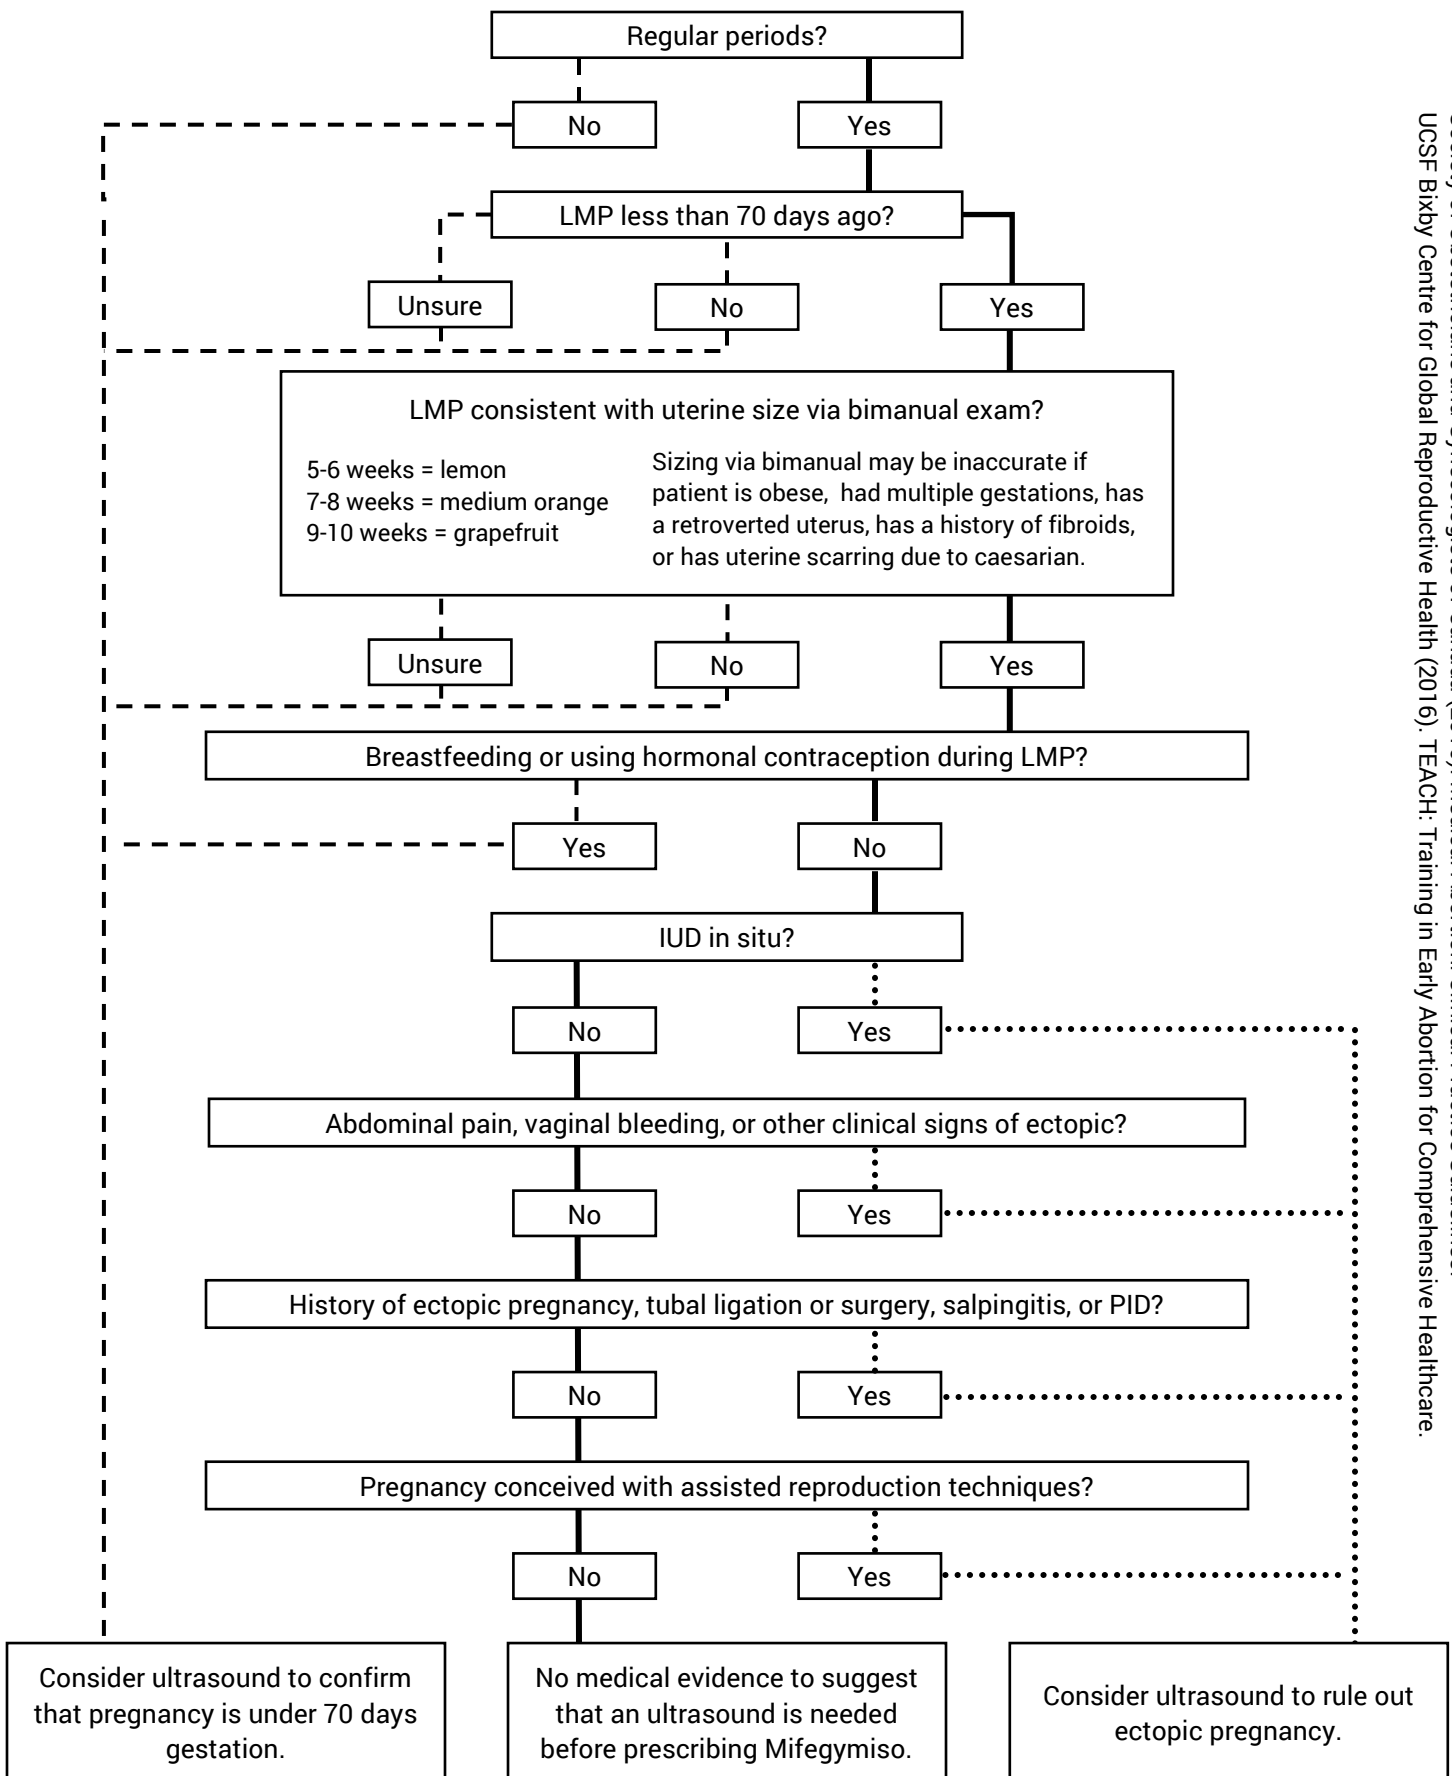 Regular periods?
No
Yes
LMP less than 70 days ago?
Unsure
No
Yes
LMP consistent with uterine size via bimanual exam?
5-6 weeks = lemon
7-8 weeks = medium orange
9-10 weeks = grapefruit
Sizing via bimanual may be inaccurate if
patient is obese, had multiple gestations, has
a retroverted uterus, has a history of fibroids,
or has uterine scarring due to caesarian.
Unsure
No
Yes
Breastfeeding or using hormonal contraception during LMP?
Yes
No
IUD in situ?
No
Yes
Abdominal pain, vaginal bleeding, or other clinical signs of ectopic?
No
Yes
History of ectopic pregnancy, tubal ligation or surgery, salpingitis, or PID?
No
Yes
Pregnancy conceived with assisted reproduction techniques?
No
Yes
Consider ultrasound to confirm
that pregnancy is under 70 days
gestation.
No medical evidence to suggest
that an ultrasound is needed
before prescribing Mifegymiso.
Consider ultrasound to rule out
ectopic pregnancy.
UCSF Bixby Centre for Global Reproductive Health (2016). TEACH: Training in Early Abortion for Comprehensive Healthcare.